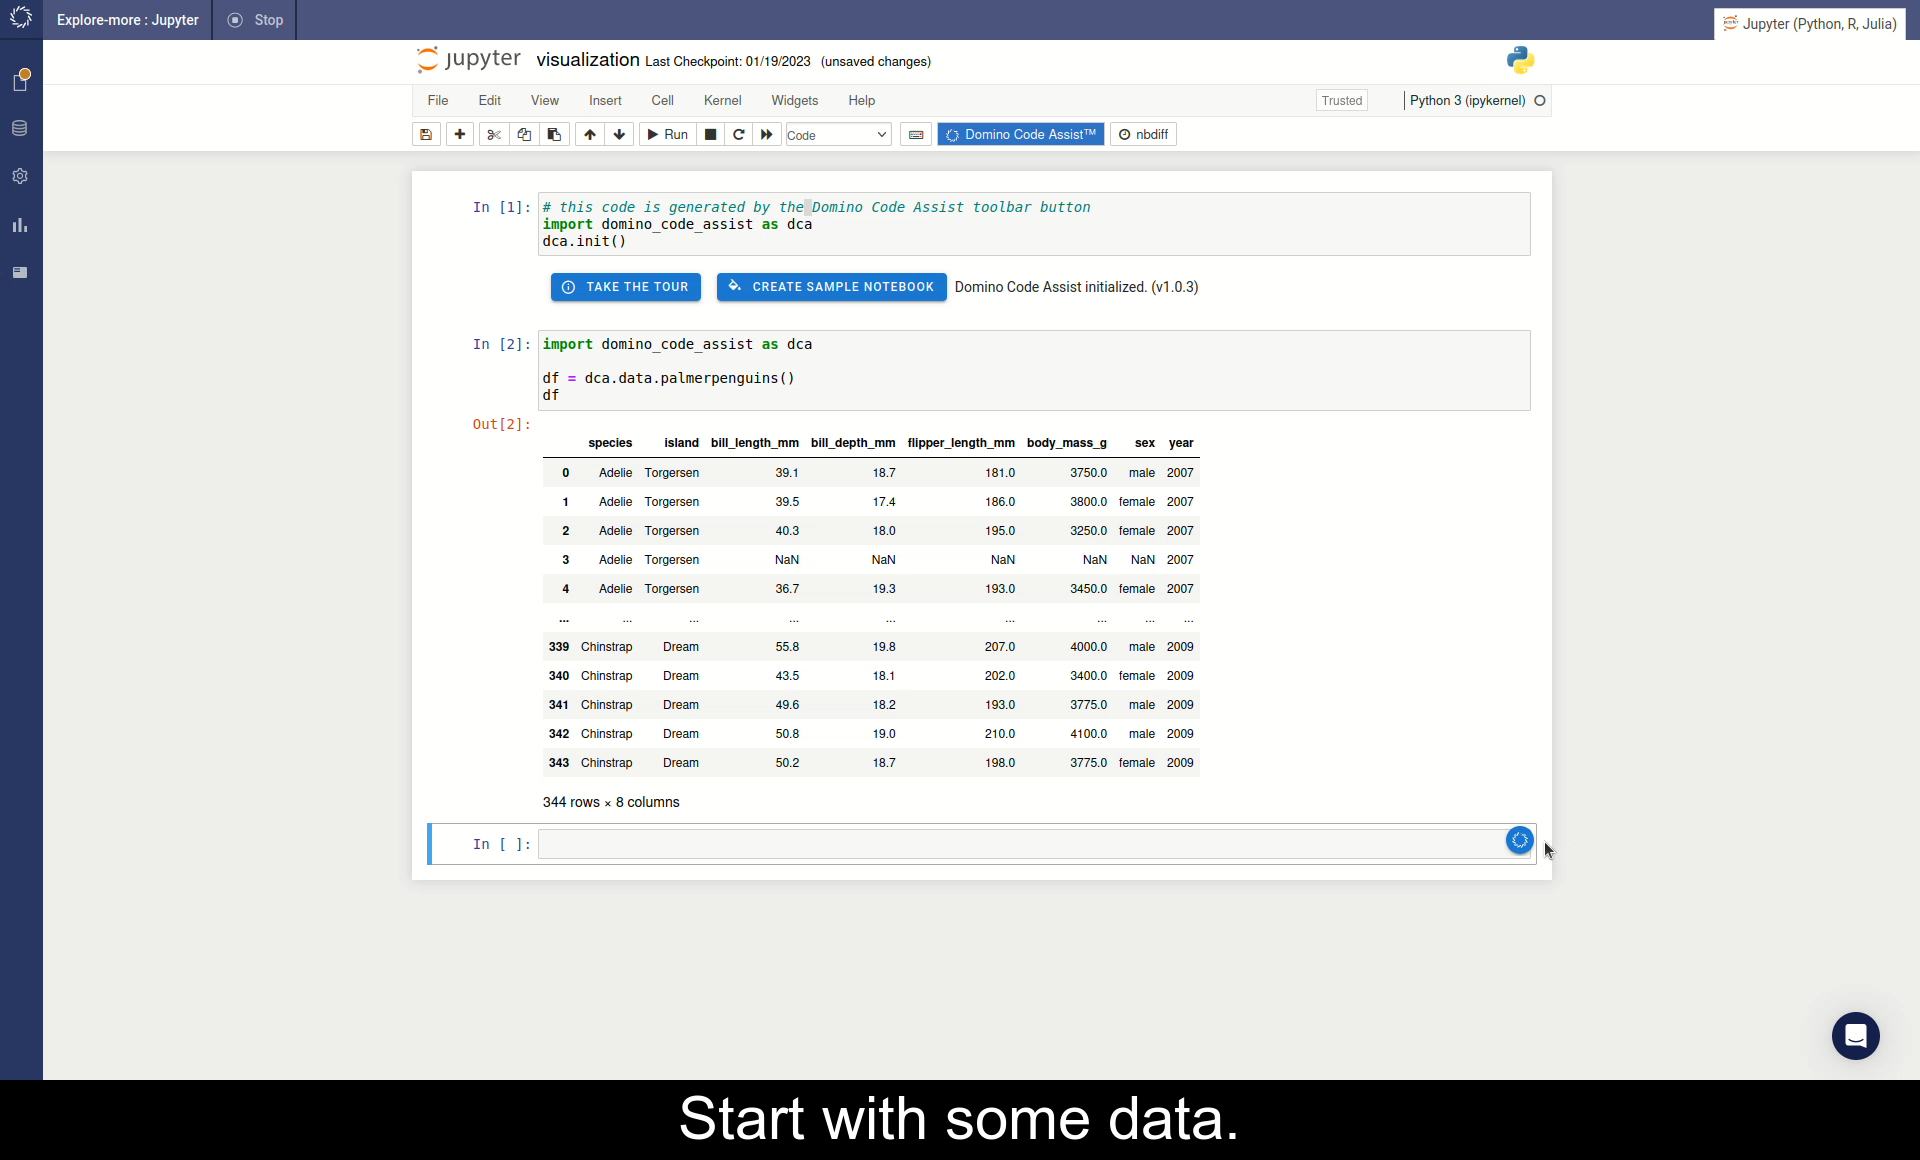 Explore-more : Jupyter Stop Jupyter (Python, R, Julia)
jupyter visualization Last Checkpoint: 01/19/2023 (unsaved changes)
File Edit View Insert Cell Kernel Widgets Help Trusted Python 3 (ipykernel)
Run Code Domino Code Assist™ nbdiff
In [1]: # this code is generated by the Domino Code Assist toolbar button
import domino_code_assist as dca
dca.init()
TAKE THE TOUR CREATE SAMPLE NOTEBOOK Domino Code Assist initialized. (v1.0.3)
In [2]: import domino_code_assist as dca
df = dca.data.palmerpenguins()
df
Out[2]:
species island bill_length_mm bill_depth_mm flipper_length_mm body_mass_g sex year
0 Adelie Torgersen 39.1 18.7 181.0 3750.0 male 2007
1 Adelie Torgersen 39.5 17.4 186.0 3800.0 female 2007
2 Adelie Torgersen 40.3 18.0 195.0 3250.0 female 2007
3 Adelie Torgersen NaN NaN NaN NaN NaN 2007
4 Adelie Torgersen 36.7 19.3 193.0 3450.0 female 2007
... ... ... ... ... ... ... ... ...
339 Chinstrap Dream 55.8 19.8 207.0 4000.0 male 2009
340 Chinstrap Dream 43.5 18.1 202.0 3400.0 female 2009
341 Chinstrap Dream 49.6 18.2 193.0 3775.0 male 2009
342 Chinstrap Dream 50.8 19.0 210.0 4100.0 male 2009
343 Chinstrap Dream 50.2 18.7 198.0 3775.0 female 2009
344 rows × 8 columns
In [ ]:
Start with some data.